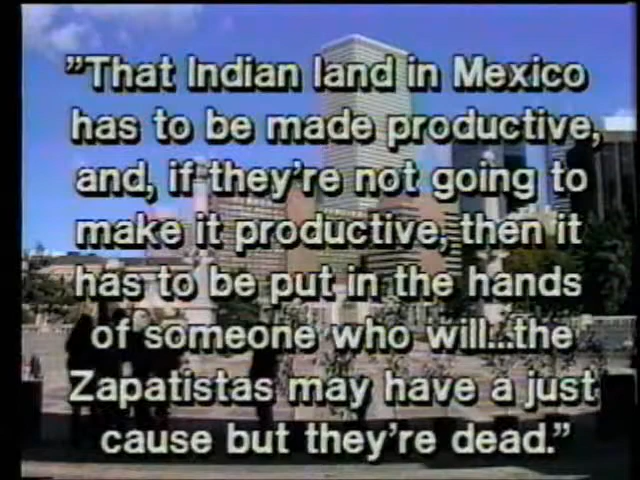 "That Indian land in Mexico
has to be made productive,
and, if they're not going to
make it productive, then it
has to be put in the hands
of someone who will...the
Zapatistas may have a just
cause but they're dead."